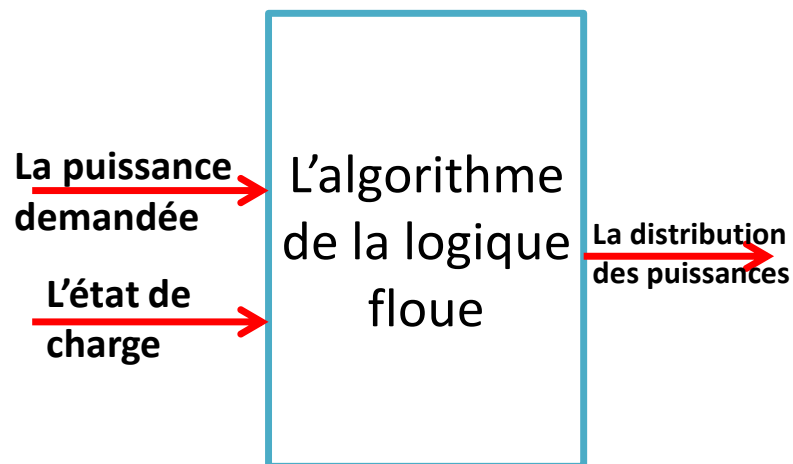 La puissance
demandée
L’état de
charge
L’algorithme
de la logique
floue
La distribution
des puissances